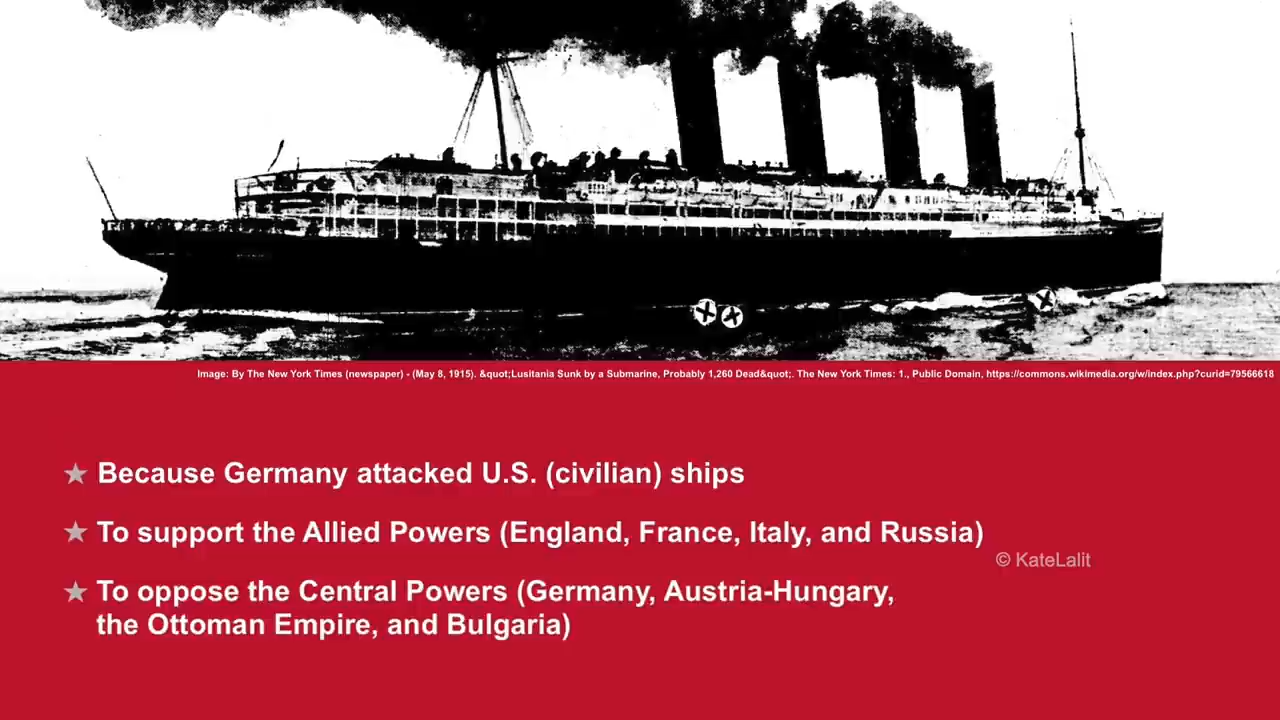 Image: By The New York Times (newspaper) - (May 8, 1915). &quot;Lusitania Sunk by a Submarine, Probably 1,260 Dead&quot;. The New York Times: 1., Public Domain, https://commons.wikimedia.org/w/index.php?curid=79566618
★ Because Germany attacked U.S. (civilian) ships
★ To support the Allied Powers (England, France, Italy, and Russia)
© KateLalit
★ To oppose the Central Powers (Germany, Austria-Hungary,
the Ottoman Empire, and Bulgaria)